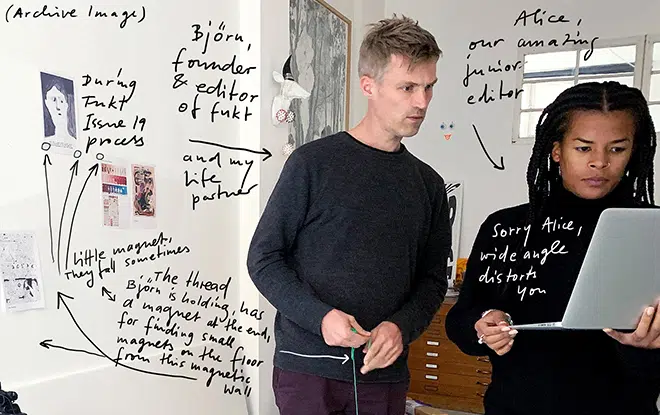 (Archive Image)
During
Fukt
Issue 19
process
Björn,
founder
& editor
of fukt
and my
life
partner
Alice,
our amazing
junior
editor
Little magnet,
They fall sometimes
The thread
Björn is holding, has
a magnet at the end,
for finding small
magnets on the floor
from this magnetic
wall
Sorry Alice,
wide angle
distorts
you